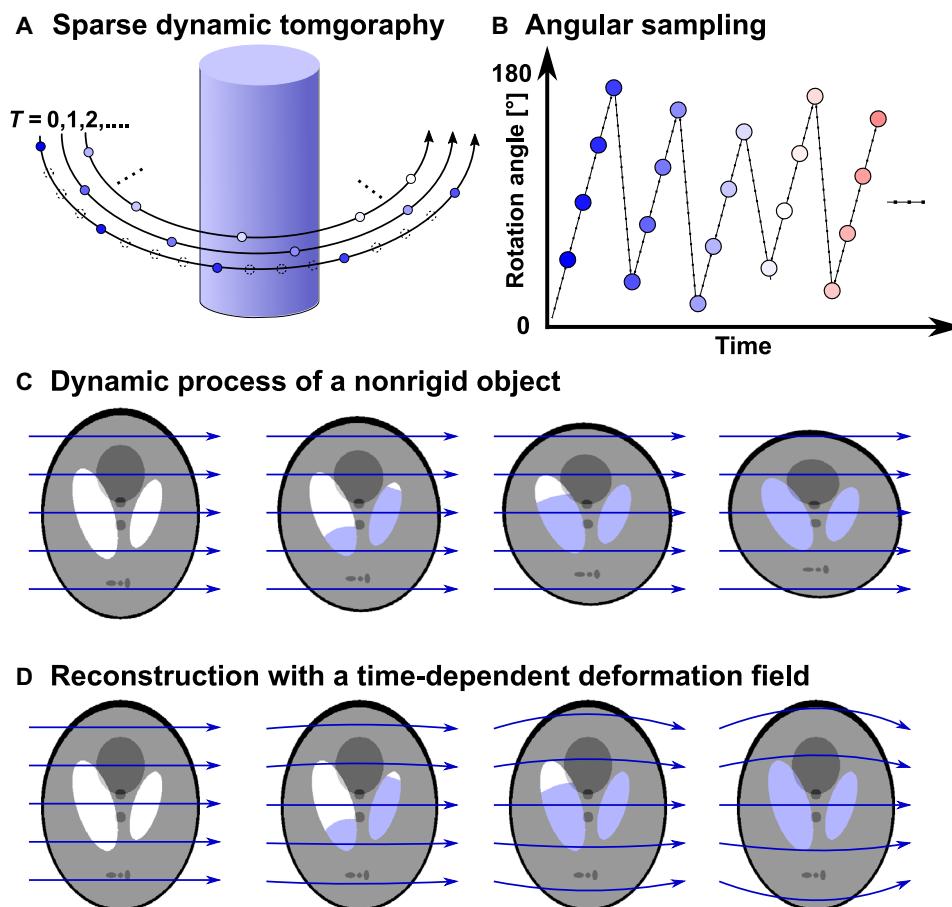 A Sparse dynamic tomgoraphy
T = 0,1,2,....
B Angular sampling
180
Rotation angle [°]
0
Time
C Dynamic process of a nonrigid object
D Reconstruction with a time-dependent deformation field